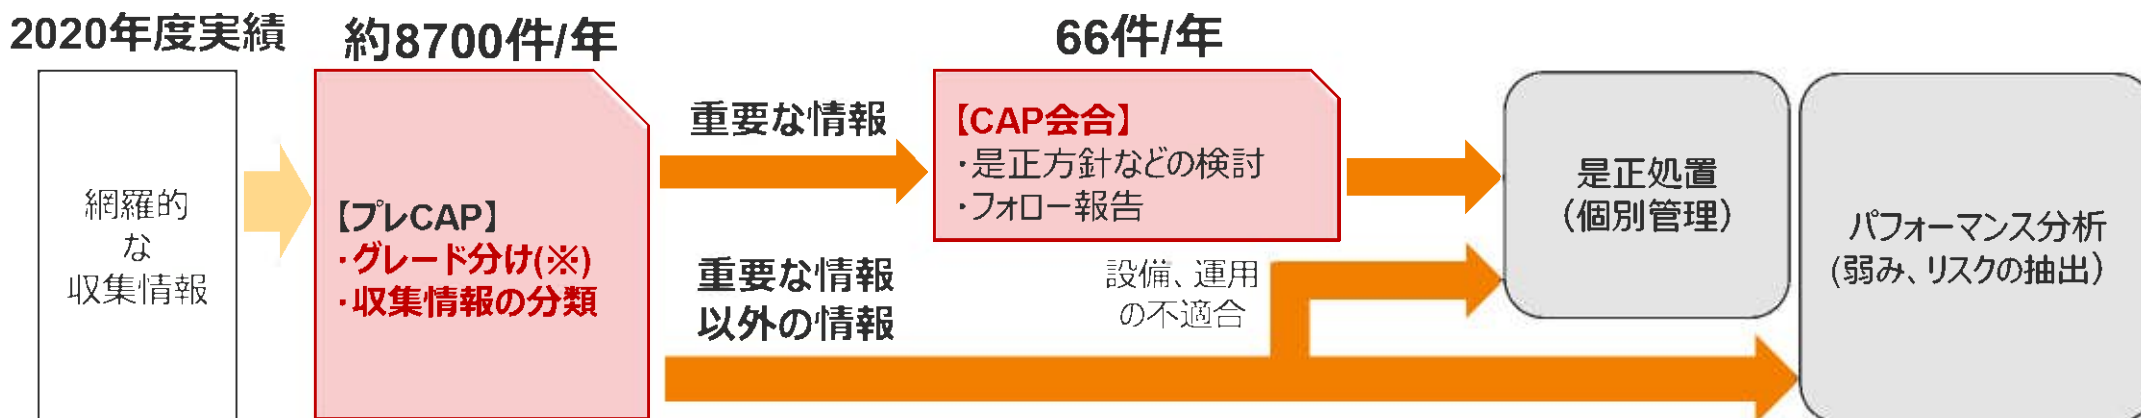 2020年度実績
約8700件/年
66件/年
網羅的
な
収集情報
【プレCAP】
・グレード分け(※)
・収集情報の分類
重要な情報
【CAP会合】
・是正方針などの検討
・フォロー報告
重要な情報
以外の情報
設備、運用
の不適合
是正処置
(個別管理)
パフォーマンス分析
(弱み、リスクの抽出)